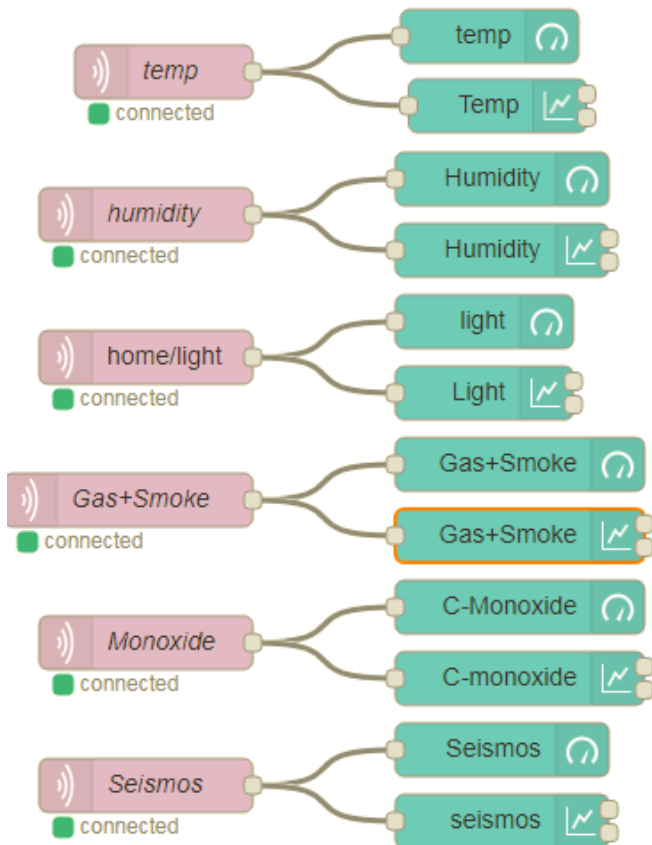 temp
temp
Temp
connected
Humidity
humidity
Humidity
connected
light
home/light
Light
connected
Gas+Smoke
Gas+Smoke
Gas+Smoke
connected
C-Monoxide
Monoxide
C-monoxide
connected
Seismos
Seismos
seismos
connected